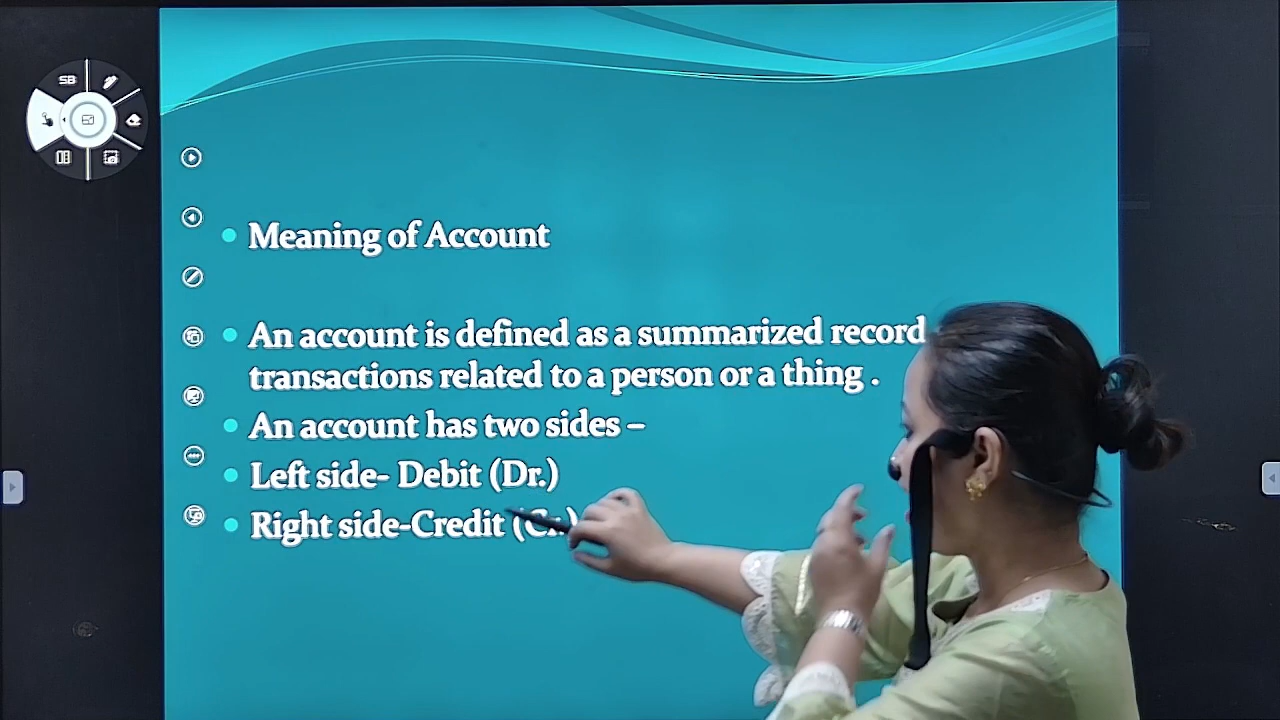 SB
Meaning of Account
An account is defined as a summarized record
transactions related to a person or a thing .
An account has two sides –
Left side- Debit (Dr.)
Right side-Credit (Cr.)